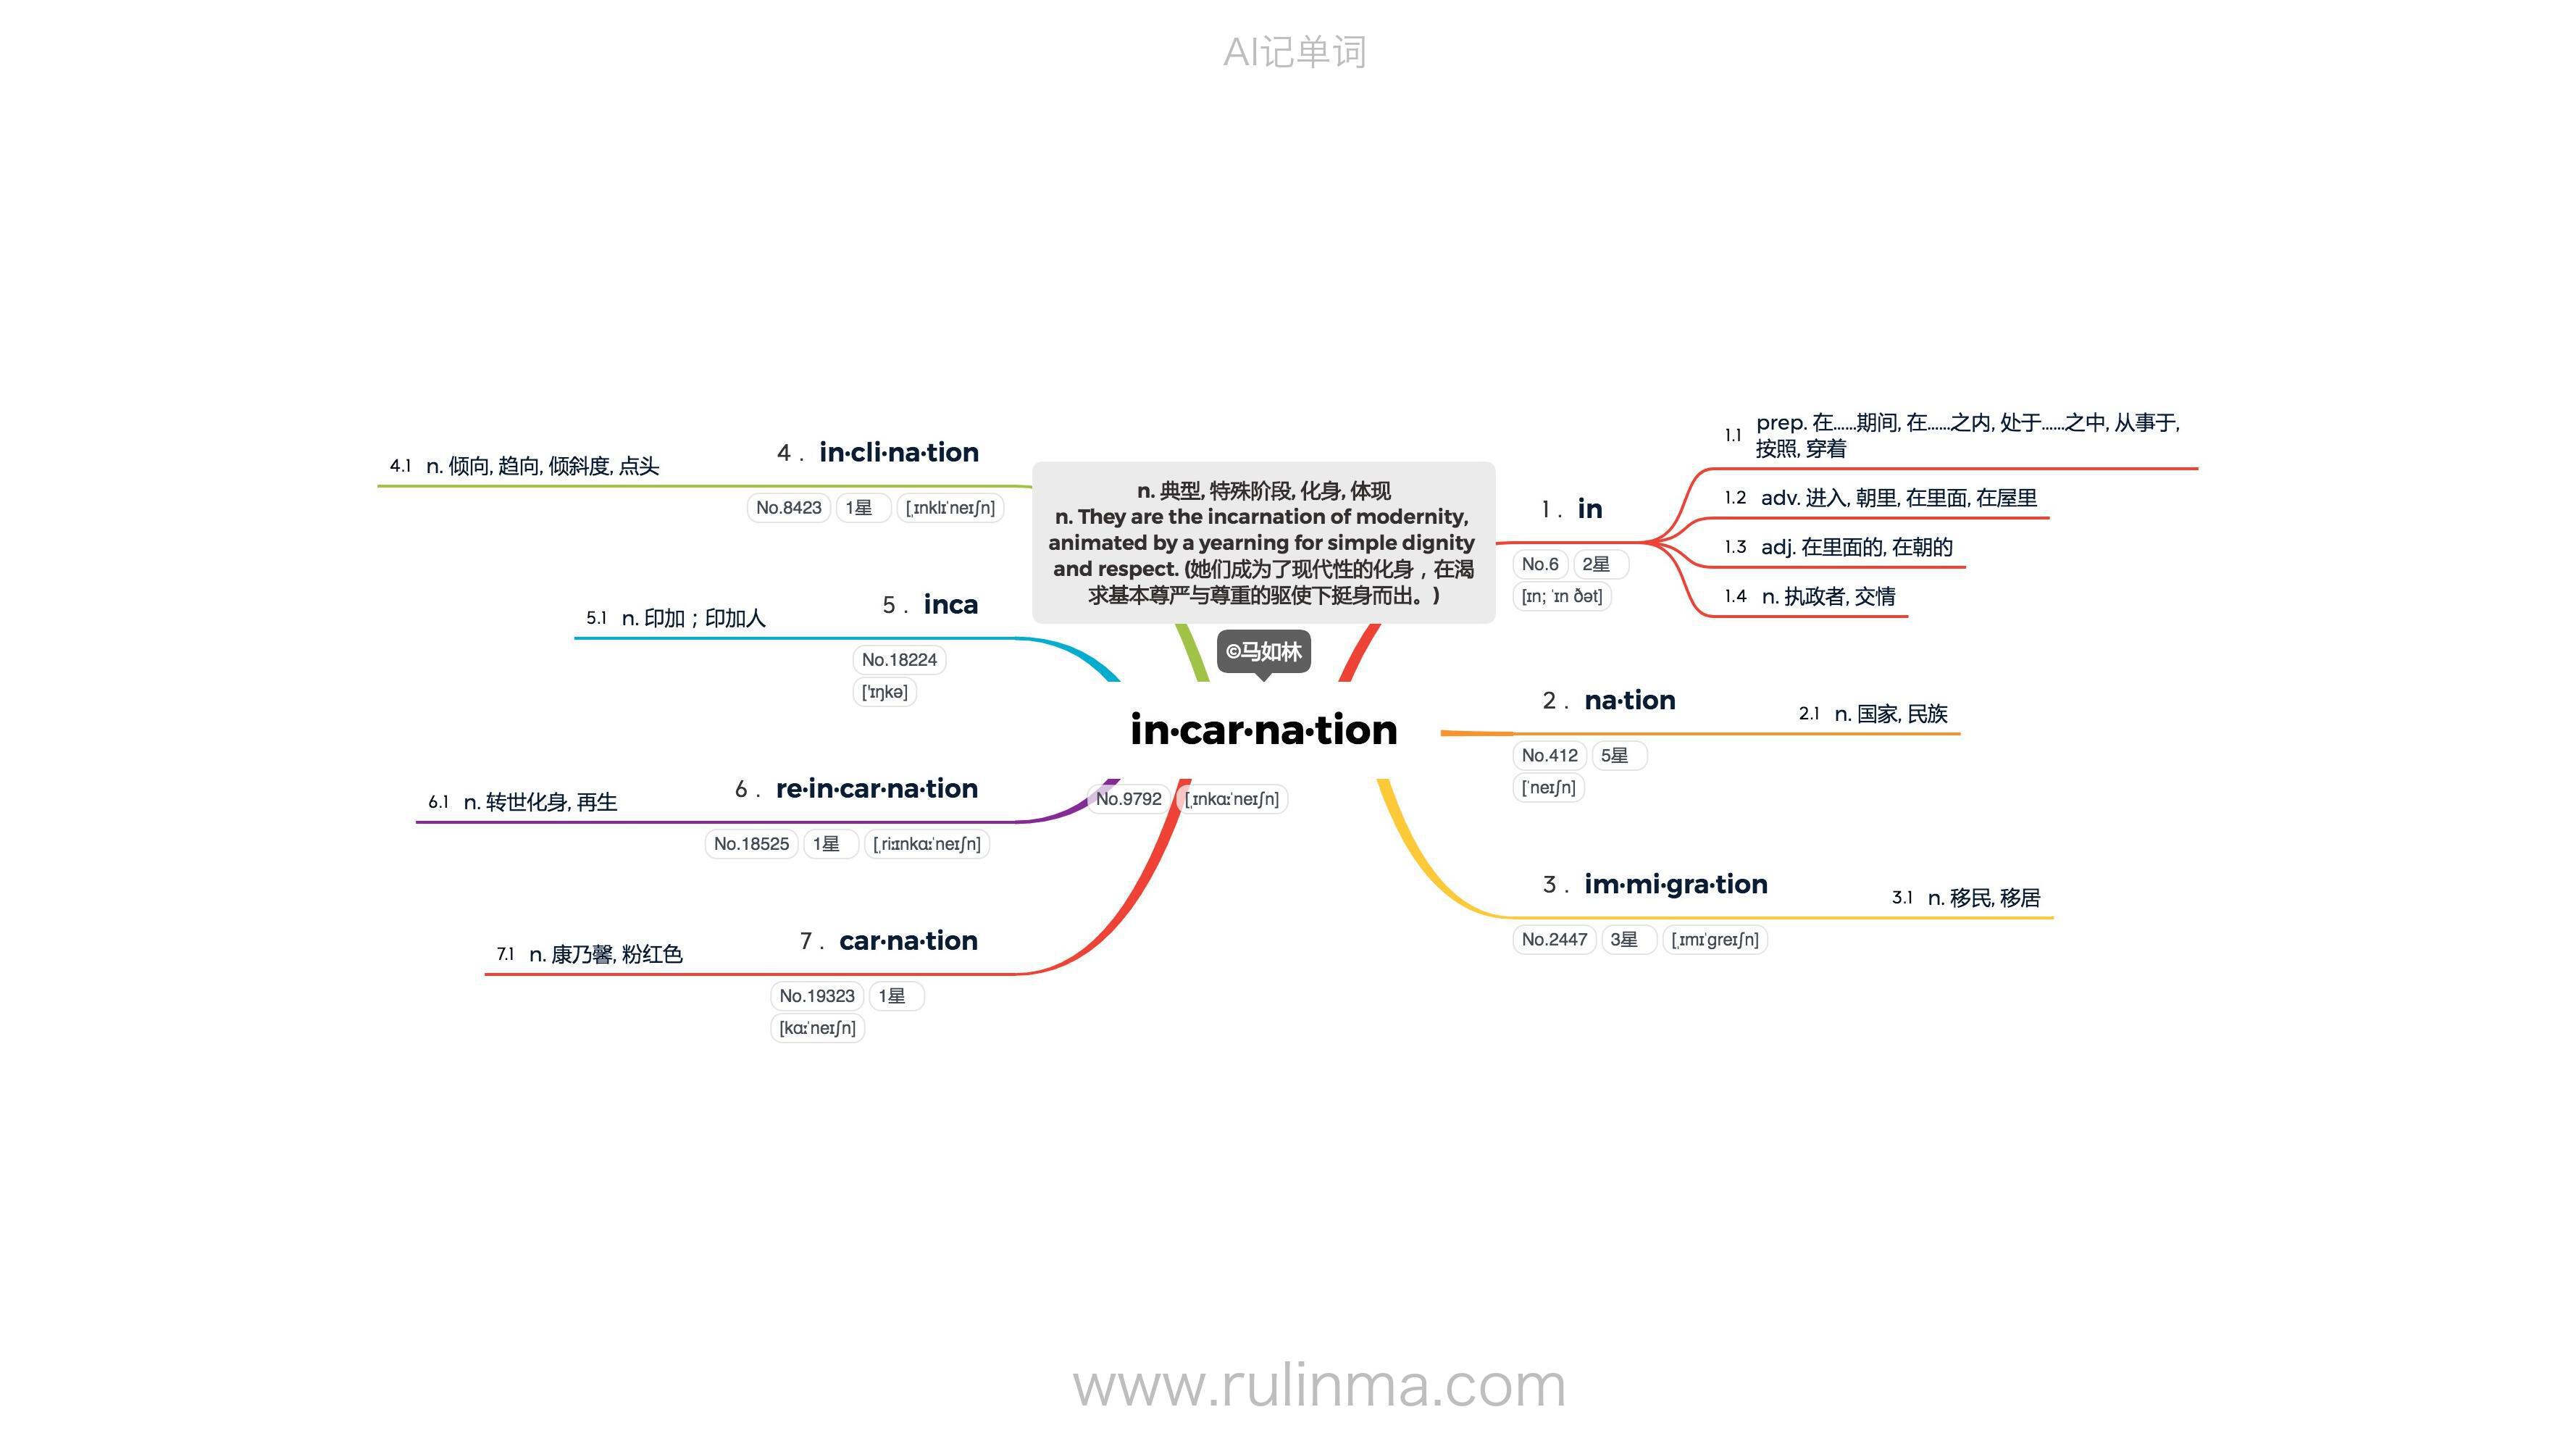 AI记单词
n. 典型, 特殊阶段, 化身, 体现
n. They are the incarnation of modernity,
animated by a yearning for simple dignity
and respect. (她们成为了现代性的化身，在渴
求基本尊严与尊重的驱使下挺身而出。)
©马如林
in·car·na·tion
No.9792 [ˌɪnkɑːˈneɪʃn]
1 . in
No.6 2星
[ɪn; ˈɪn ðət]
1.1 prep. 在……期间, 在……之内, 处于……之中, 从事于,
按照, 穿着
1.2 adv. 进入, 朝里, 在里面, 在屋里
1.3 adj. 在里面的, 在朝的
1.4 n. 执政者, 交情
2 . na·tion
No.412 5星
[ˈneɪʃn]
2.1 n. 国家, 民族
3 . im·mi·gra·tion
No.2447 3星 [ˌɪmɪˈɡreɪʃn]
3.1 n. 移民, 移居
4 . in·cli·na·tion
No.8423 1星 [ˌɪnklɪˈneɪʃn]
4.1 n. 倾向, 趋向, 倾斜度, 点头
5 . inca
No.18224
[ˈɪŋkə]
5.1 n. 印加；印加人
6 . re·in·car·na·tion
No.18525 1星 [ˌriːɪnkɑːˈneɪʃn]
6.1 n. 转世化身, 再生
7 . car·na·tion
No.19323 1星
[kɑːˈneɪʃn]
7.1 n. 康乃馨, 粉红色
www.rulinma.com